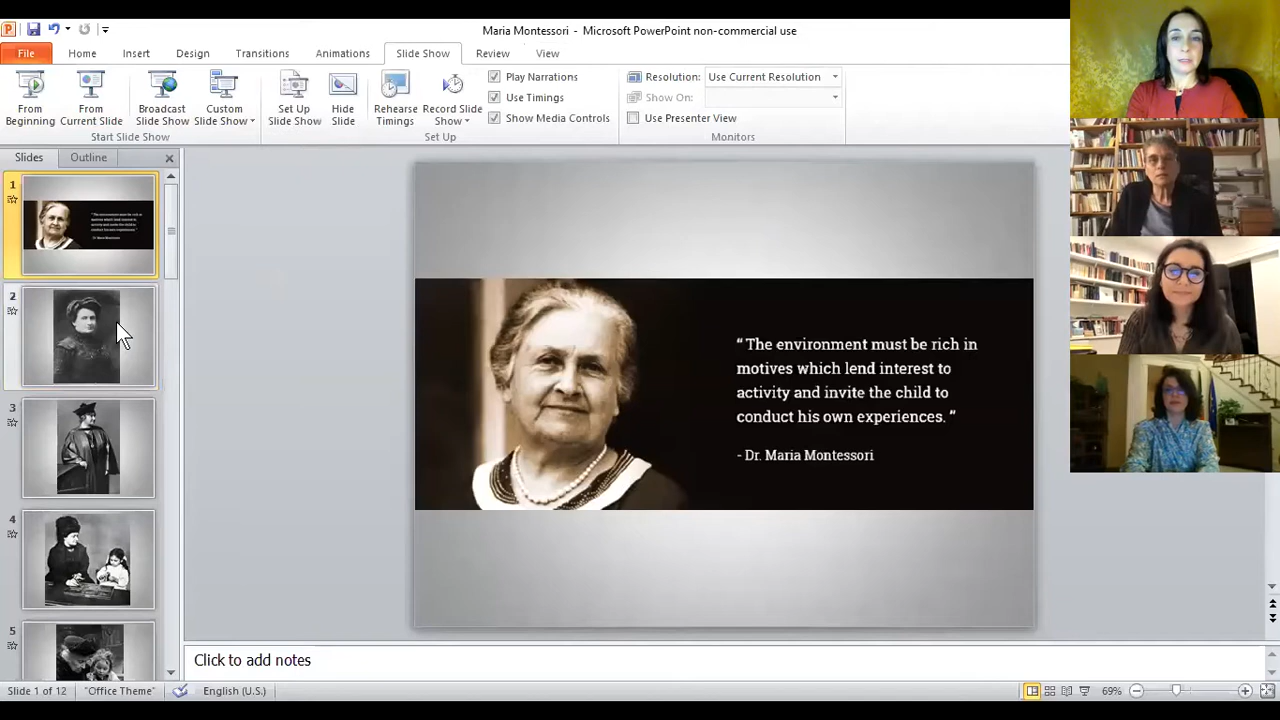 Maria Montessori - Microsoft PowerPoint non-commercial use
File Home Insert Design Transitions Animations Slide Show Review View
From Beginning
From Current Slide
Broadcast Slide Show
Custom Slide Show
Set Up Slide Show
Hide Slide
Rehearse Timings
Record Slide Show
Play Narrations
Use Timings
Show Media Controls
Resolution: Use Current Resolution
Show On:
Use Presenter View
Start Slide Show
Set Up
Monitors
Slides Outline
1
2
3
4
5
“ The environment must be rich in
motives which lend interest to
activity and invite the child to
conduct his own experiences. ”
- Dr. Maria Montessori
Click to add notes
Slide 1 of 12 "Office Theme" English (U.S.) 69%